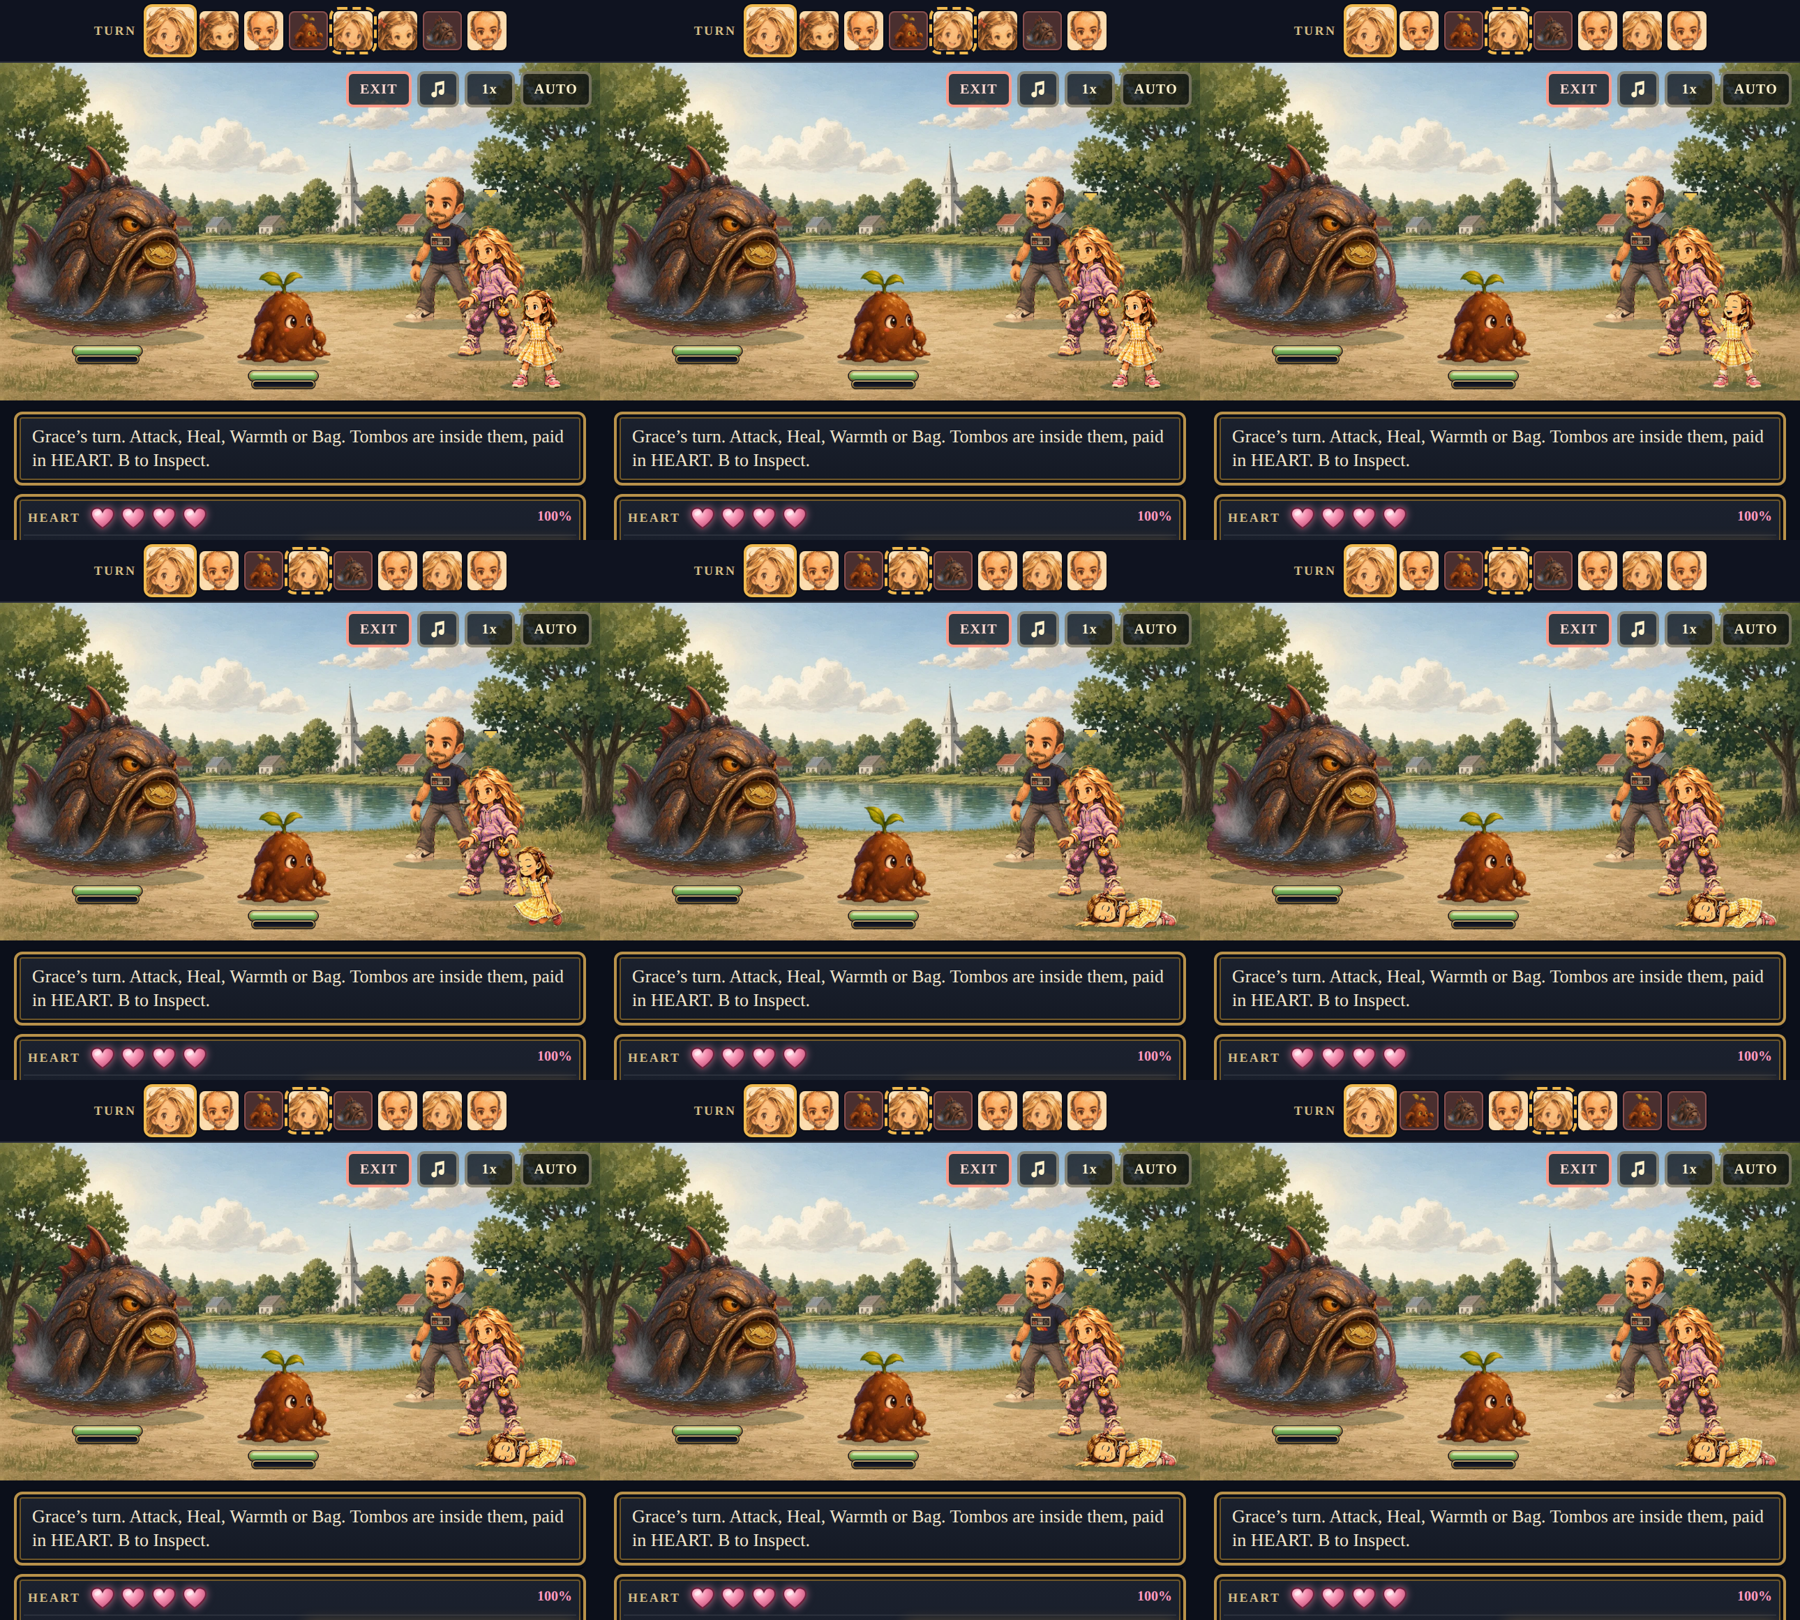 TURN
EXIT 1x AUTO
Grace’s turn. Attack, Heal, Warmth or Bag. Tombos are inside them, paid
in HEART. B to Inspect.
HEART 100%
TURN
EXIT 1x AUTO
Grace’s turn. Attack, Heal, Warmth or Bag. Tombos are inside them, paid
in HEART. B to Inspect.
HEART 100%
TURN
EXIT 1x AUTO
Grace’s turn. Attack, Heal, Warmth or Bag. Tombos are inside them, paid
in HEART. B to Inspect.
HEART 100%
TURN
EXIT 1x AUTO
Grace’s turn. Attack, Heal, Warmth or Bag. Tombos are inside them, paid
in HEART. B to Inspect.
HEART 100%
TURN
EXIT 1x AUTO
Grace’s turn. Attack, Heal, Warmth or Bag. Tombos are inside them, paid
in HEART. B to Inspect.
HEART 100%
TURN
EXIT 1x AUTO
Grace’s turn. Attack, Heal, Warmth or Bag. Tombos are inside them, paid
in HEART. B to Inspect.
HEART 100%
TURN
EXIT 1x AUTO
Grace’s turn. Attack, Heal, Warmth or Bag. Tombos are inside them, paid
in HEART. B to Inspect.
HEART 100%
TURN
EXIT 1x AUTO
Grace’s turn. Attack, Heal, Warmth or Bag. Tombos are inside them, paid
in HEART. B to Inspect.
HEART 100%
TURN
EXIT 1x AUTO
Grace’s turn. Attack, Heal, Warmth or Bag. Tombos are inside them, paid
in HEART. B to Inspect.
HEART 100%